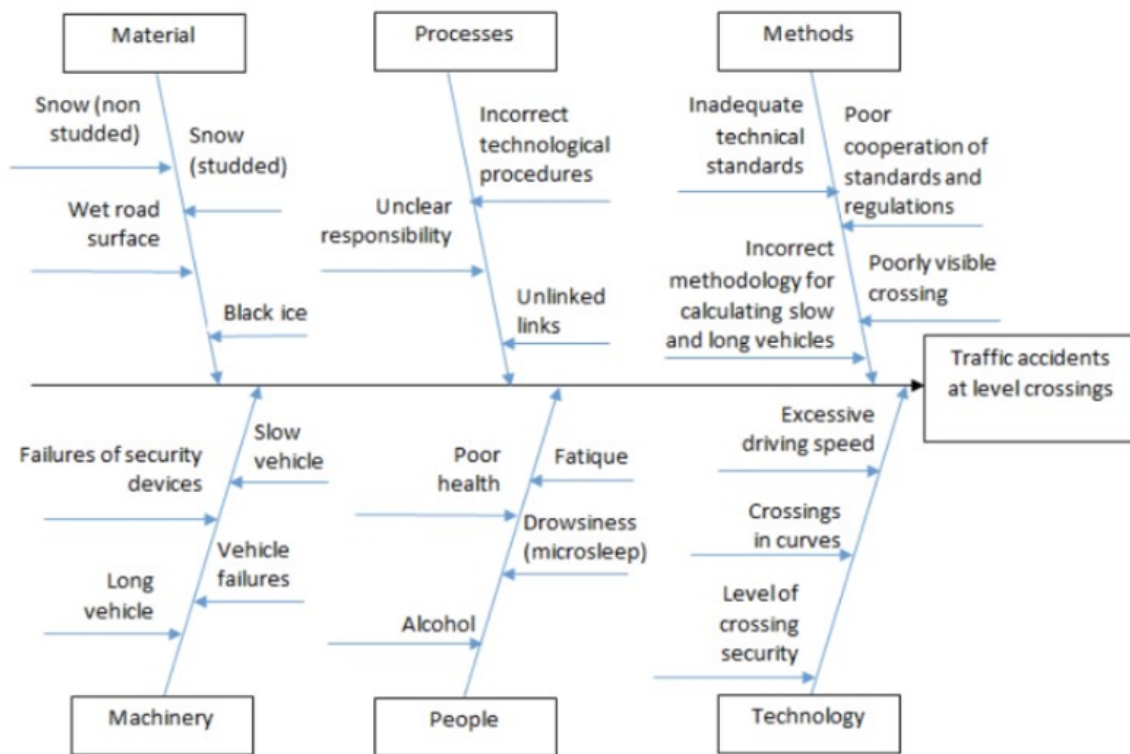 Material
Processes
Methods
Snow (non
studded)
Snow
(studded)
Wet road
surface
Black ice
Incorrect
technological
procedures
Unclear
responsibility
Unlinked
links
Inadequate
technical
standards
Poor
cooperation of
standards and
regulations
Incorrect
methodology for
calculating slow
and long vehicles
Poorly visible
crossing
Traffic accidents
at level crossings
Slow
vehicle
Failures of security
devices
Vehicle
failures
Long
vehicle
Fatique
Poor
health
Drowsiness
(microsleep)
Alcohol
Excessive
driving speed
Crossings
in curves
Level of
crossing
security
Machinery
People
Technology